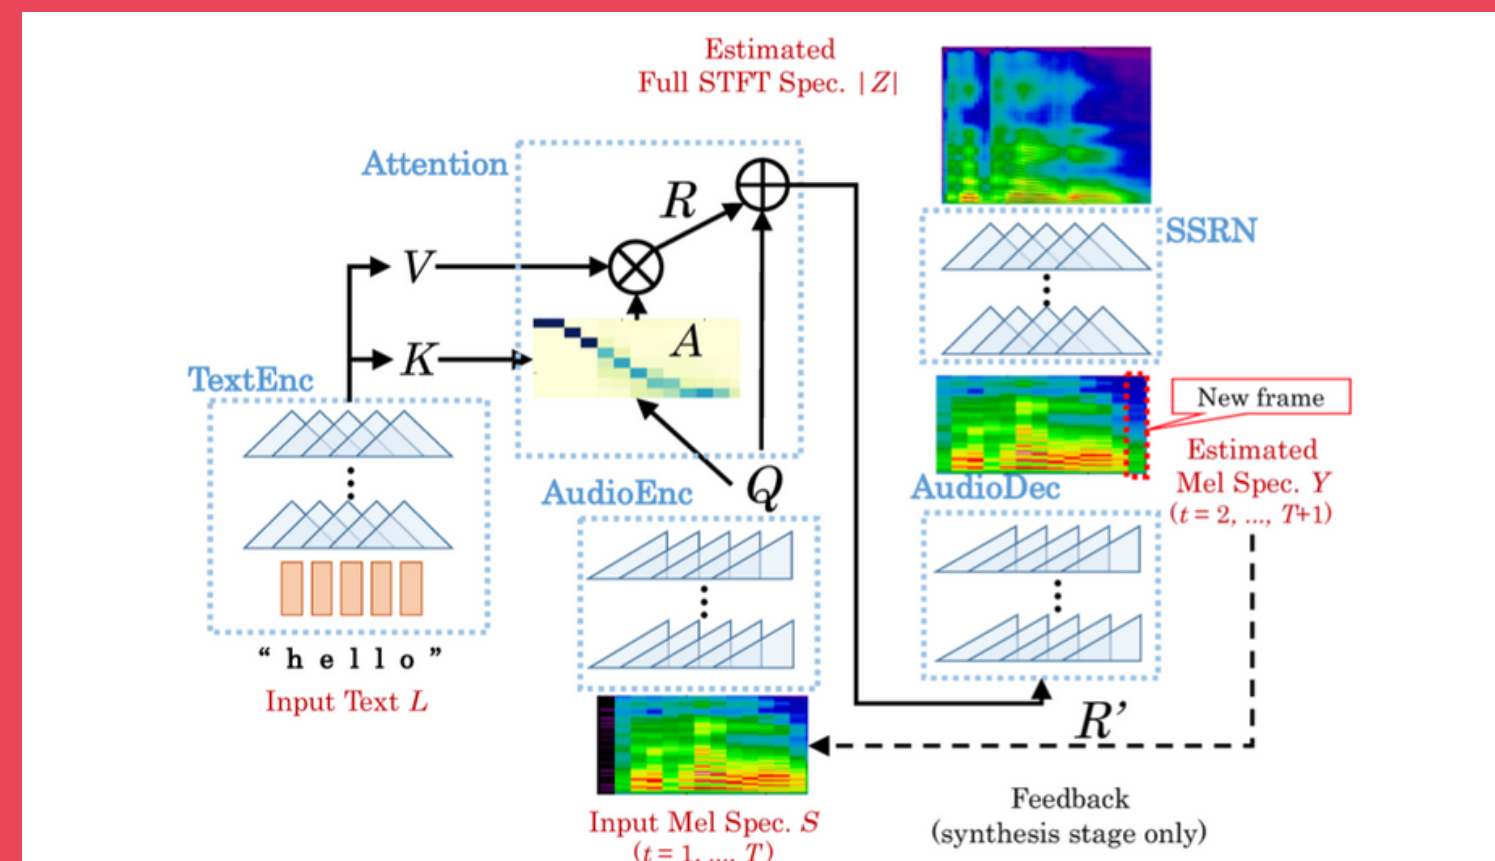 Estimated
Full STFT Spec. |Z|
Attention
R
SSRN
V
A
K
TextEnc
New frame
Estimated
Mel Spec. Y
(t = 2, ..., T+1)
Q
AudioEnc
AudioDec
“ h e l l o ”
Input Text L
R’
Feedback
(synthesis stage only)
Input Mel Spec. S
(t = 1, ..., T)